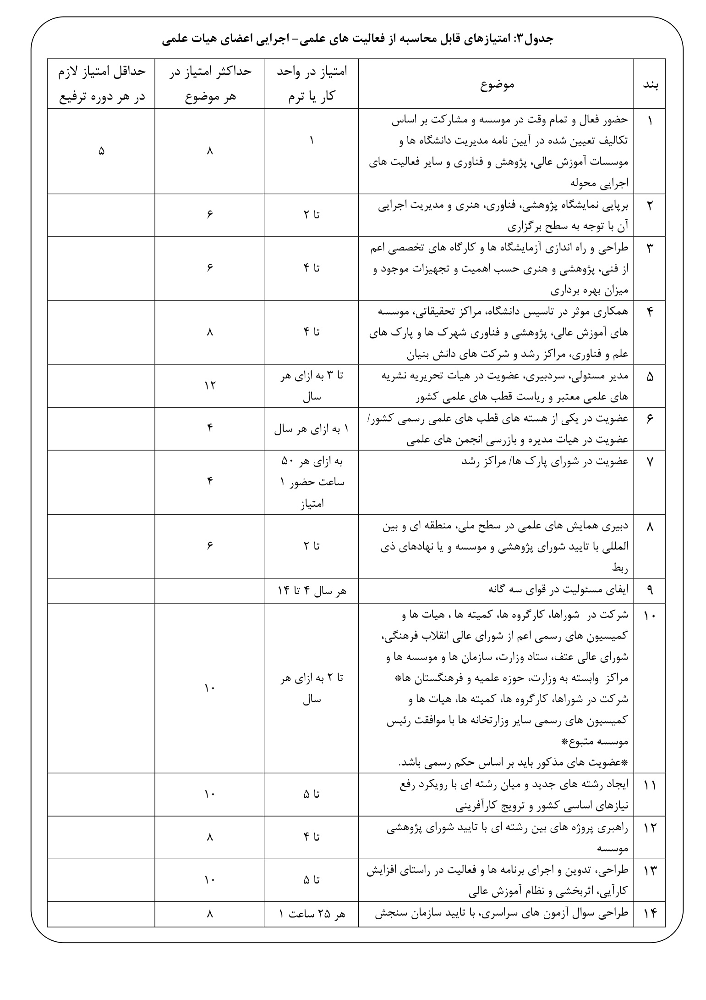 جدول۳: امتیازهای قابل محاسبه از فعالیت های علمی- اجرایی اعضای هیات علمی
بند
موضوع
امتیاز در واحد
کار یا ترم
حداکثر امتیاز در
هر موضوع
حداقل امتیاز لازم
در هر دوره ترفیع
۱
حضور فعال و تمام وقت در موسسه و مشارکت بر اساس
تکالیف تعیین شده در آیین نامه مدیریت دانشگاه ها و
موسسات آموزش عالی، پژوهش و فناوری و سایر فعالیت های
اجرایی محوله
۱
۸
۵
۲
برپایی نمایشگاه پژوهشی، فناوری، هنری و مدیریت اجرایی
آن با توجه به سطح برگزاری
تا ۲
۶
۳
طراحی و راه اندازی آزمایشگاه ها و کارگاه های تخصصی اعم
از فنی، پژوهشی و هنری حسب اهمیت و تجهیزات موجود و
میزان بهره برداری
تا ۴
۶
۴
همکاری موثر در تاسیس دانشگاه، مراکز تحقیقاتی، موسسه
های آموزش عالی، پژوهشی و فناوری شهرک ها و پارک های
علم و فناوری، مراکز رشد و شرکت های دانش بنیان
تا ۴
۸
۵
مدیر مسئولی، سردبیری، عضویت در هیات تحریریه نشریه
های علمی معتبر و ریاست قطب های علمی کشور
تا ۳ به ازای هر
سال
۱۲
۶
عضویت در یکی از هسته های قطب های علمی رسمی کشور/
عضویت در هیات مدیره و بازرسی انجمن های علمی
۱ به ازای هر سال
۴
۷
عضویت در شورای پارک ها/ مراکز رشد
به ازای هر ۵۰
ساعت حضور ۱
امتیاز
۴
۸
دبیری همایش های علمی در سطح ملی، منطقه ای و بین
المللی با تایید شورای پژوهشی و موسسه و یا نهادهای ذی
ربط
تا ۲
۶
۹
ایفای مسئولیت در قوای سه گانه
هر سال ۴ تا ۱۴
۱۰
شرکت در شوراها، کارگروه ها، کمیته ها ، هیات ها و
کمیسیون های رسمی اعم از شورای عالی انقلاب فرهنگی،
شورای عالی عتف، ستاد وزارت، سازمان ها و موسسه ها و
مراکز وابسته به وزارت، حوزه علمیه و فرهنگستان ها*
شرکت در شوراها، کارگروه ها، کمیته ها، هیات ها و
کمیسیون های رسمی سایر وزارتخانه ها با موافقت رئیس
موسسه متبوع*
*عضویت های مذکور باید بر اساس حکم رسمی باشد.
تا ۲ به ازای هر
سال
۱۰
۱۱
ایجاد رشته های جدید و میان رشته ای با رویکرد رفع
نیازهای اساسی کشور و ترویج کارآفرینی
تا ۵
۱۰
۱۲
راهبری پروژه های بین رشته ای با تایید شورای پژوهشی
موسسه
تا ۴
۸
۱۳
طراحی، تدوین و اجرای برنامه ها و فعالیت در راستای افزایش
کارآیی، اثربخشی و نظام آموزش عالی
تا ۵
۱۰
۱۴
طراحی سوال آزمون های سراسری، با تایید سازمان سنجش
هر ۲۵ ساعت ۱
۸